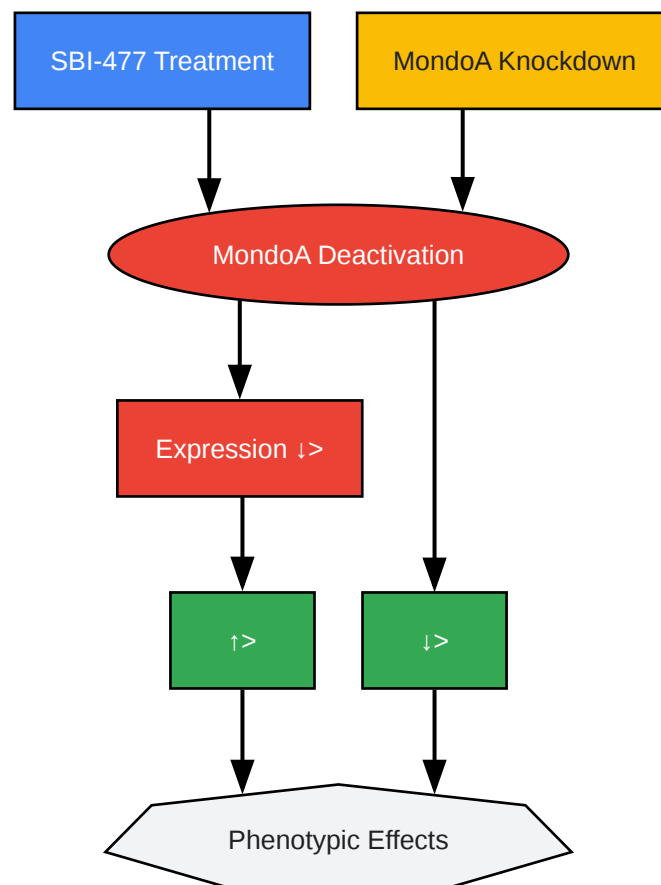 SBI-477 Treatment
MondoA Knockdown
MondoA Deactivation
Expression ↓>
↑>
↓>
Phenotypic Effects